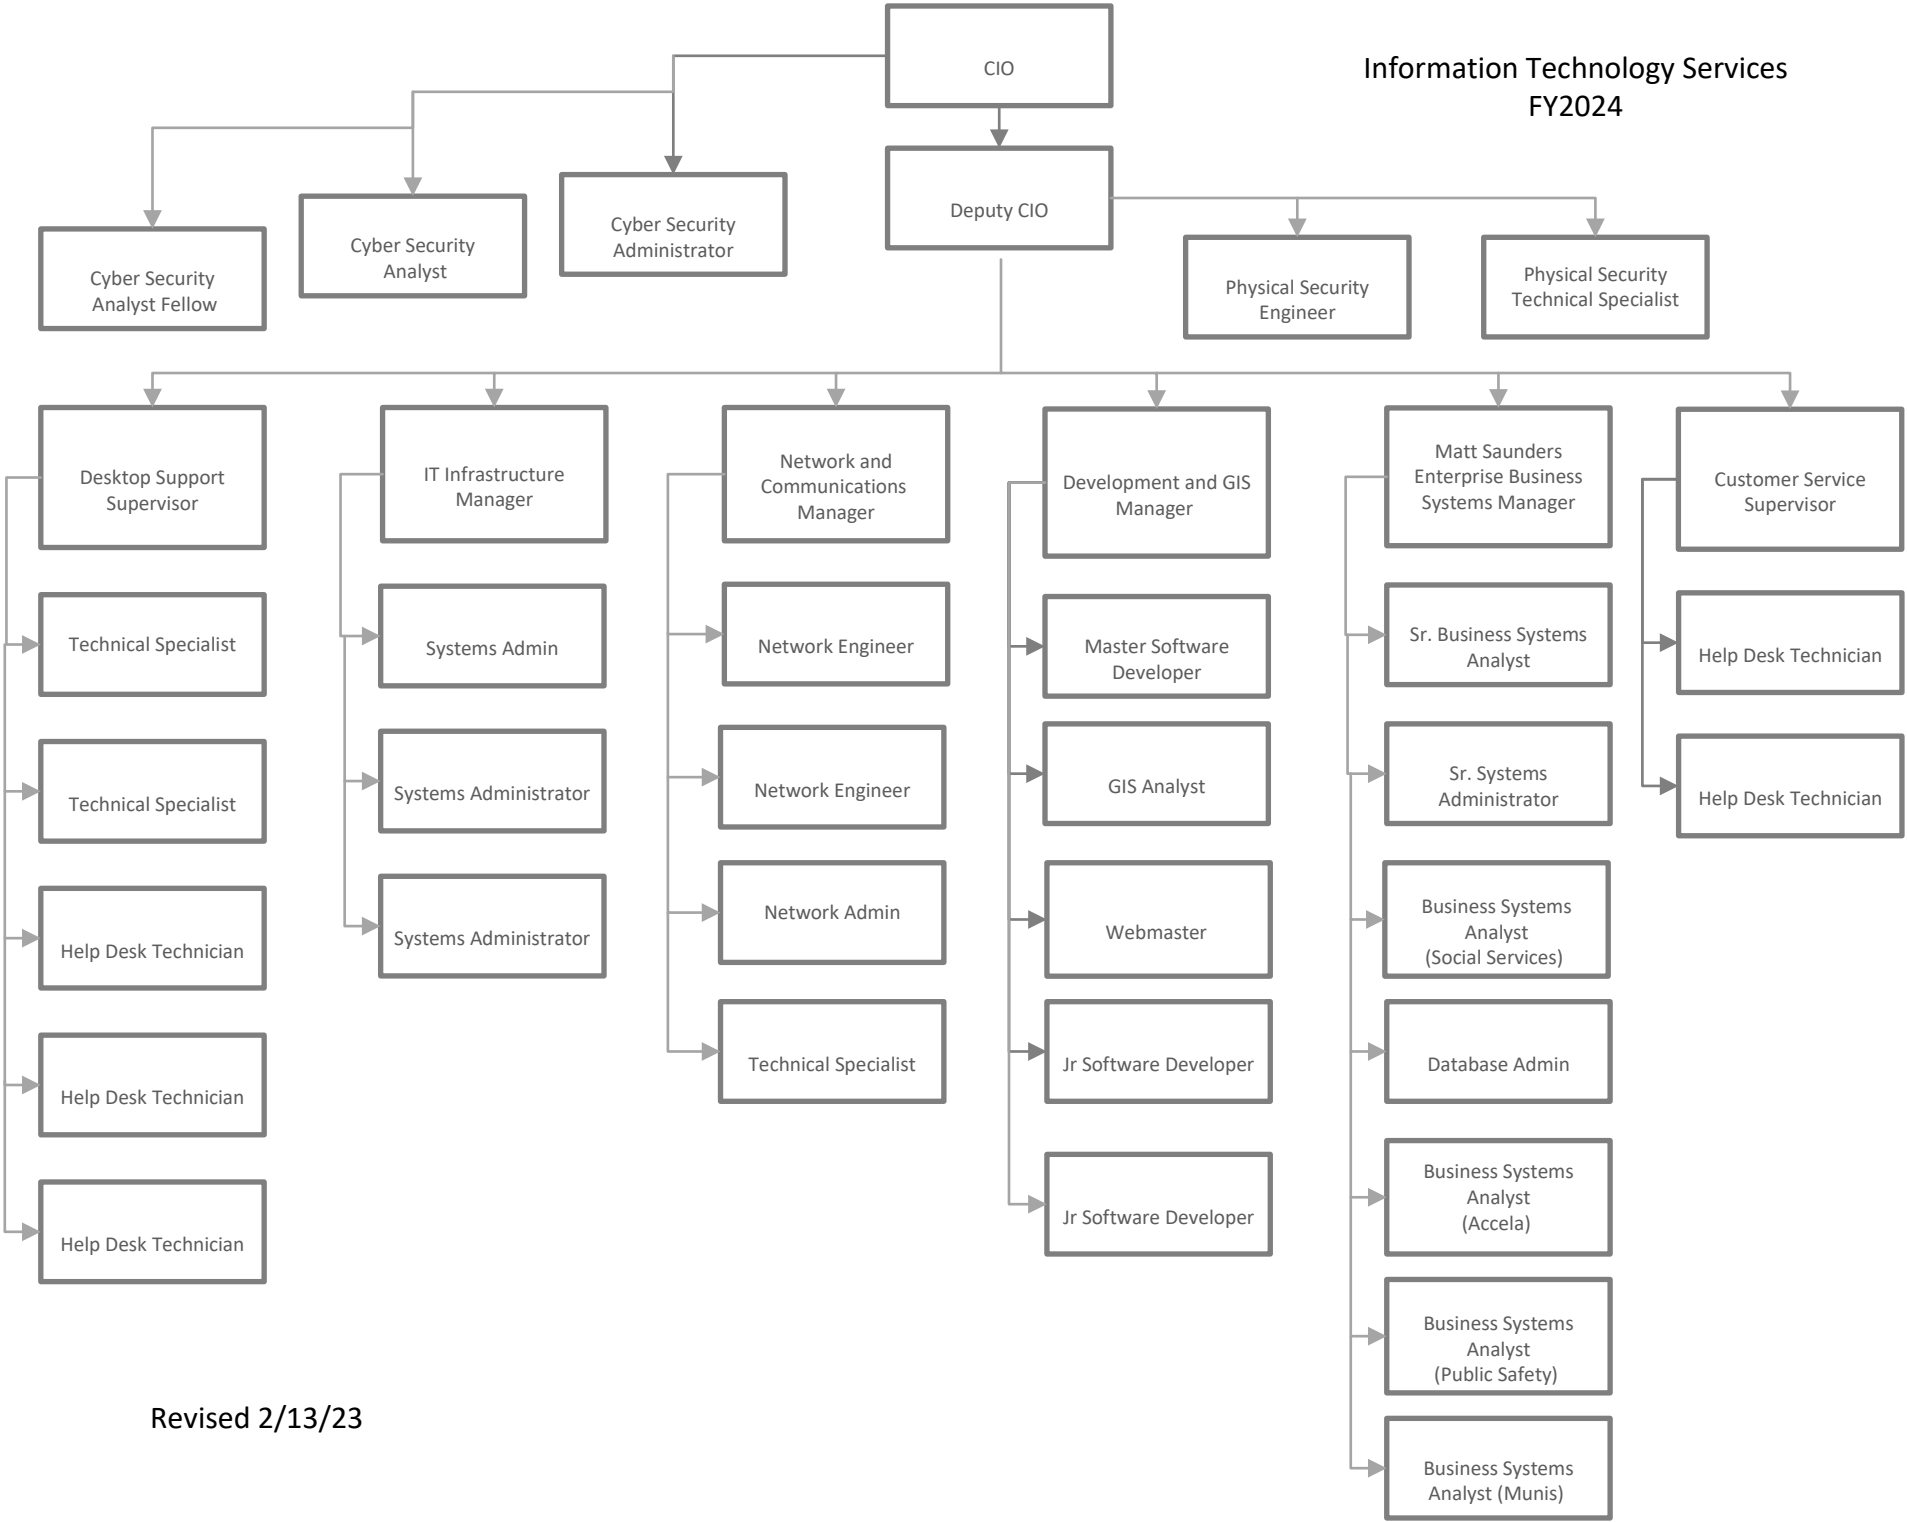 CIO
Information Technology Services
FY2024
Deputy CIO
Cyber Security
Administrator
Cyber Security
Analyst
Cyber Security
Analyst Fellow
Physical Security
Engineer
Physical Security
Technical Specialist
Desktop Support
Supervisor
Technical Specialist
Technical Specialist
Help Desk Technician
Help Desk Technician
Help Desk Technician
IT Infrastructure
Manager
Systems Admin
Systems Administrator
Systems Administrator
Network and
Communications
Manager
Network Engineer
Network Engineer
Network Admin
Technical Specialist
Development and GIS
Manager
Master Software
Developer
GIS Analyst
Webmaster
Jr Software Developer
Jr Software Developer
Matt Saunders
Enterprise Business
Systems Manager
Sr. Business Systems
Analyst
Sr. Systems
Administrator
Business Systems
Analyst
(Social Services)
Database Admin
Business Systems
Analyst
(Accela)
Business Systems
Analyst
(Public Safety)
Business Systems
Analyst (Munis)
Customer Service
Supervisor
Help Desk Technician
Help Desk Technician
Revised 2/13/23